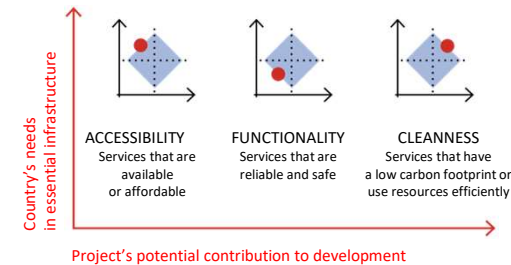 Country's needs
in essential infrastructure
ACCESSIBILITY
Services that are
available
or affordable
FUNCTIONALITY
Services that are
reliable and safe
CLEANNESS
Services that have
a low carbon footprint or
use resources efficiently
Project's potential contribution to development